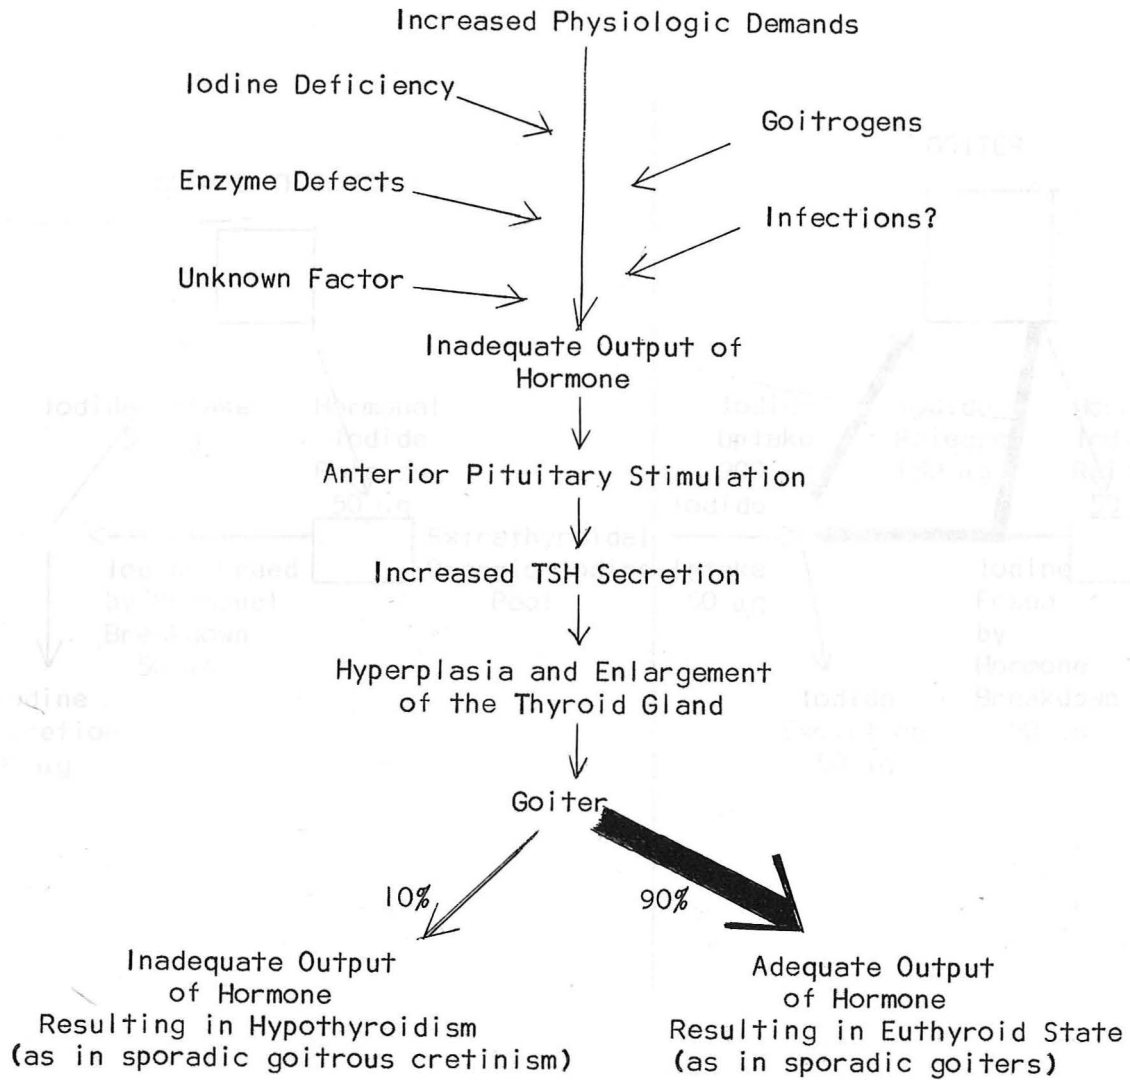 Increased Physiologic Demands
Iodine Deficiency
Goitrogens
Enzyme Defects
Infections?
Unknown Factor
Inadequate Output of
Hormone
Anterior Pituitary Stimulation
Increased TSH Secretion
Hyperplasia and Enlargement
of the Thyroid Gland
Goiter
10%
90%
Inadequate Output
of Hormone
Resulting in Hypothyroidism
(as in sporadic goitrous cretinism)
Adequate Output
of Hormone
Resulting in Euthyroid State
(as in sporadic goiters)